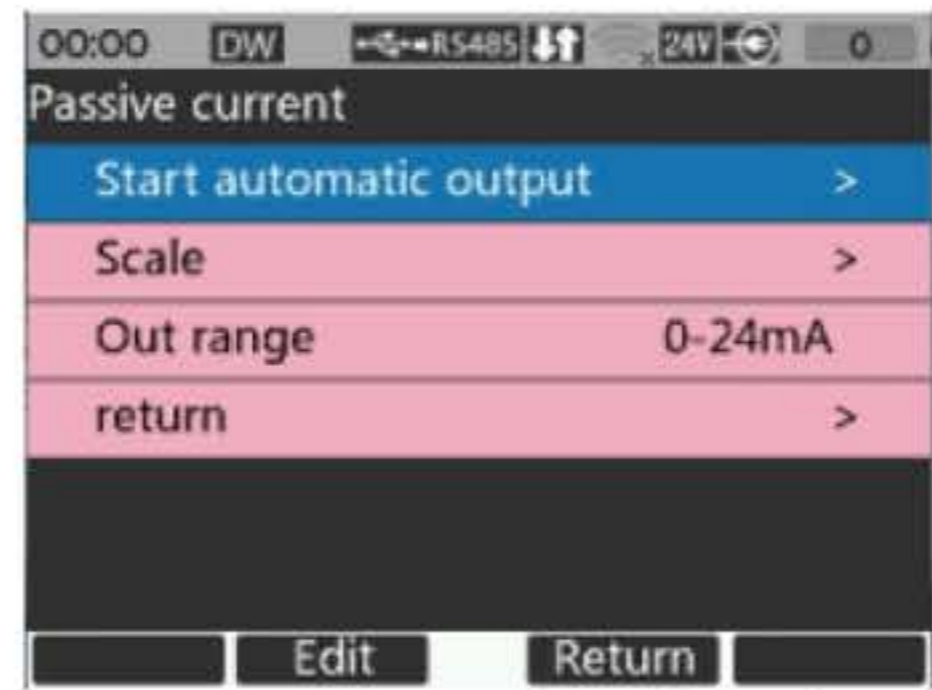 00:00 DW RS485 24V 0
Passive current
Start automatic output >
Scale >
Out range 0-24mA
return >
Edit Return